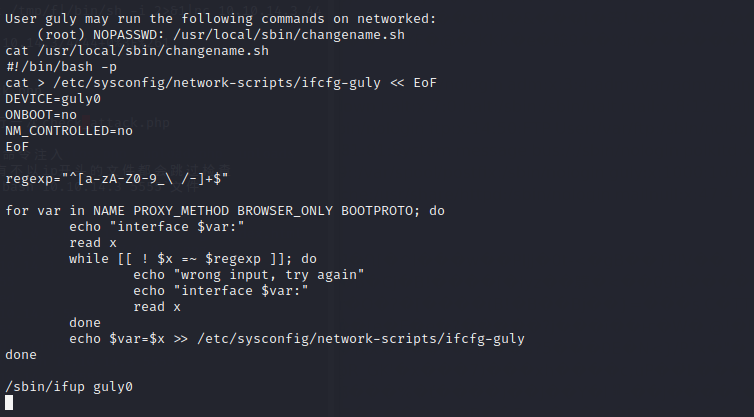 User guly may run the following commands on networked:
    (root) NOPASSWD: /usr/local/sbin/changename.sh
cat /usr/local/sbin/changename.sh
#!/bin/bash -p
cat > /etc/sysconfig/network-scripts/ifcfg-guly << EoF
DEVICE=guly0
ONBOOT=no
NM_CONTROLLED=no
EoF

regexp="^[a-zA-Z0-9_\ /-]+$"

for var in NAME PROXY_METHOD BROWSER_ONLY BOOTPROTO; do
        echo "interface $var:"
        read x
        while [[ ! $x =~ $regexp ]]; do
                echo "wrong input, try again"
                echo "interface $var:"
                read x
        done
        echo $var=$x >> /etc/sysconfig/network-scripts/ifcfg-guly
done

/sbin/ifup guly0